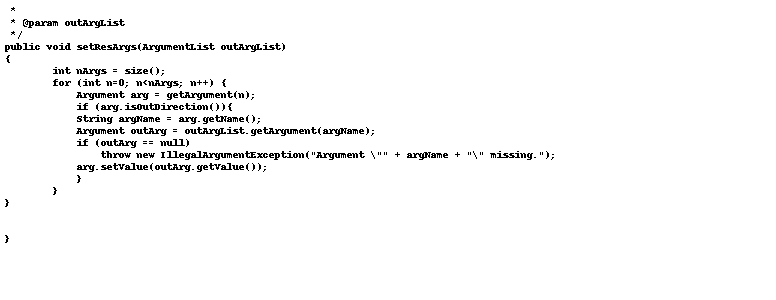 *
* @param outArgList
*/
public void setResArgs(ArgumentList outArgList)
{
int nArgs = size();
for (int n=0; n<nArgs; n++) {
Argument arg = getArgument(n);
if (arg.isOutDirection()){
String argName = arg.getName();
Argument outArg = outArgList.getArgument(argName);
if (outArg == null)
throw new IllegalArgumentException("Argument \"" + argName + "\" missing.");
arg.setValue(outArg.getValue());
}
}
}
}